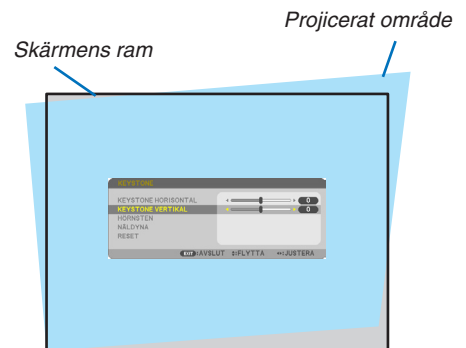 Projicerat område
Skärmens ram
KEYSTONE
KEYSTONE HORISONTAL 0
KEYSTONE VERTIKAL 0
HÖRNSTEN
NÅLDYNA
RESET
EXIT:AVSLUT ↕:FLYTTA ↔:JUSTERA